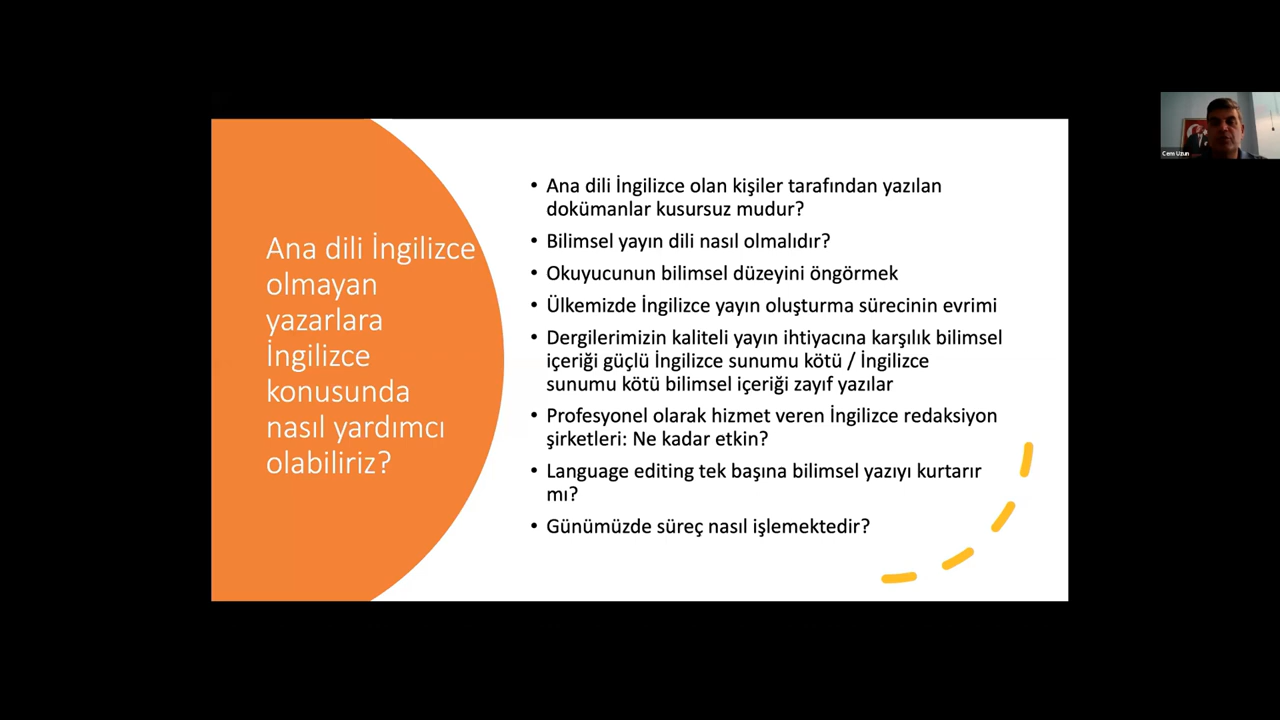 Ana dili İngilizce
olmayan
yazarlara
İngilizce
konusunda
nasıl yardımcı
olabiliriz?
• Ana dili İngilizce olan kişiler tarafından yazılan
dokümanlar kusursuz mudur?
• Bilimsel yayın dili nasıl olmalıdır?
• Okuyucunun bilimsel düzeyini öngörmek
• Ülkemizde İngilizce yayın oluşturma sürecinin evrimi
• Dergilerimizin kaliteli yayın ihtiyacına karşılık bilimsel
içeriği güçlü İngilizce sunumu kötü / İngilizce
sunumu kötü bilimsel içeriği zayıf yazılar
• Profesyonel olarak hizmet veren İngilizce redaksiyon
şirketleri: Ne kadar etkin?
• Language editing tek başına bilimsel yazıyı kurtarır
mı?
• Günümüzde süreç nasıl işlemektedir?
Cem Uzun